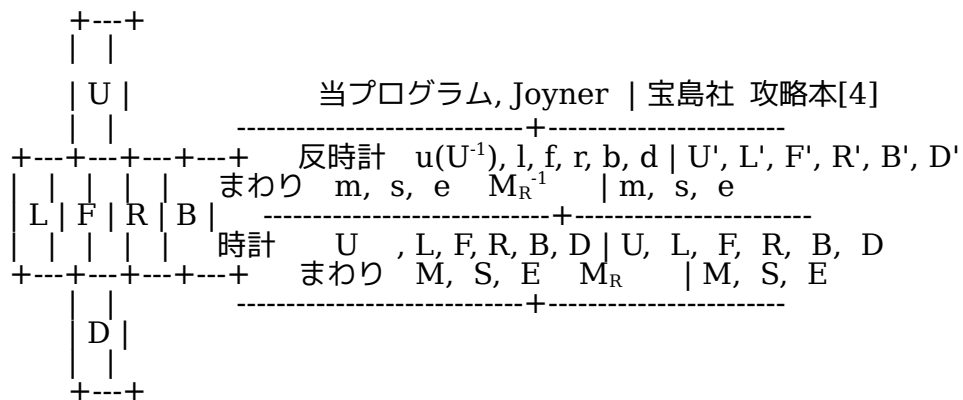 +---+
| |
| U | 当プログラム, Joyner | 宝島社 攻略本[4]
| | -----------------------------+------------------------
+---+---+---+---+ 反時計 u(U⁻¹), l, f, r, b, d | U', L', F', R', B', D'
| | | | | まわり m, s, e M_R⁻¹ | m, s, e
| L | F | R | B | -----------------------------+------------------------
| | | | | 時計 U , L, F, R, B, D | U, L, F, R, B, D
+---+---+---+---+ まわり M, S, E M_R | M, S, E
| | -----------------------------+------------------------
| D |
| |
+---+